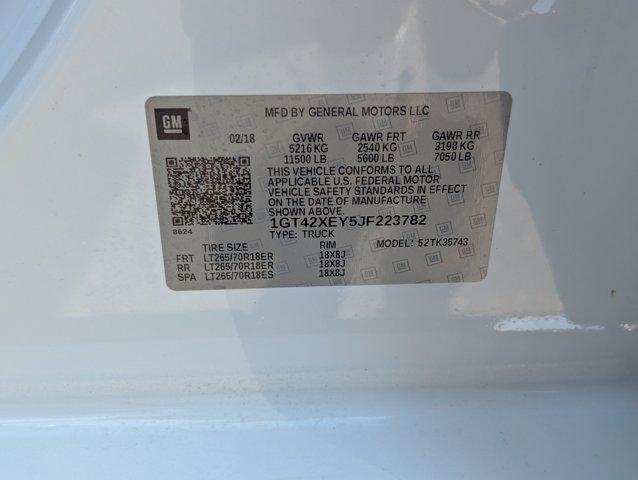 GM
MFD BY GENERAL MOTORS LLC
02/18 GVWR GAWR FRT GAWR RR
5216 KG 2540 KG 3198 KG
11500 LB 5600 LB 7050 LB
THIS VEHICLE CONFORMS TO ALL
APPLICABLE U.S. FEDERAL MOTOR
VEHICLE SAFETY STANDARDS IN EFFECT
ON THE DATE OF MANUFACTURE
SHOWN ABOVE.
8624
1GT42XEY5JF223782
TYPE: TRUCK
MODEL: 52TK35743
TIRE SIZE RIM
FRT LT265/70R18ER 18X8J
RR LT265/70R18ER 18X8J
SPA LT265/70R18ES 18X8J